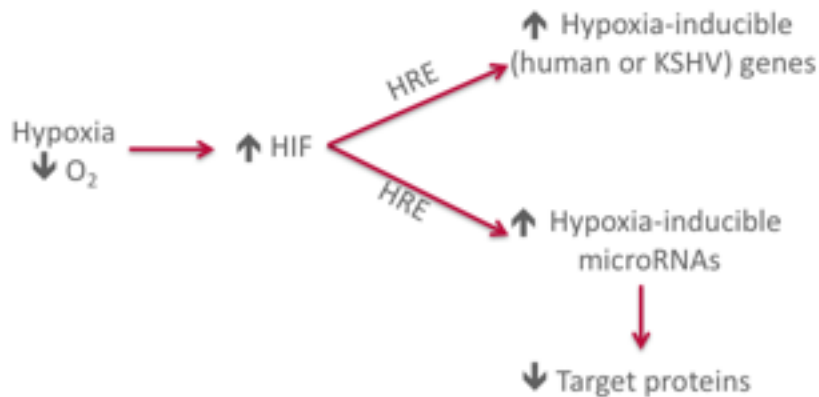 ↑ Hypoxia-inducible
(human or KSHV) genes
HRE
Hypoxia
↓ O₂
↑ HIF
HRE
↑ Hypoxia-inducible
microRNAs
↓ Target proteins